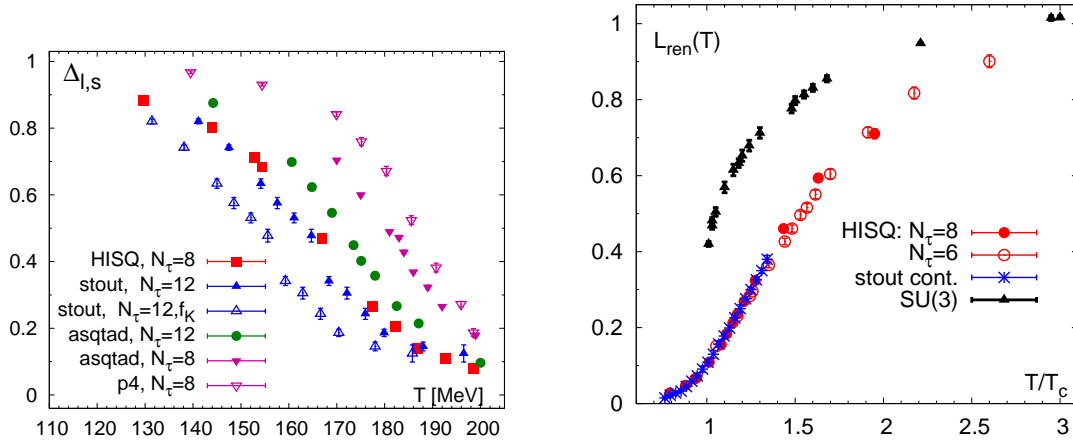 Δl,s
1
0.8
0.6
0.4
0.2
0
HISQ, Nτ=8
stout, Nτ=12
stout, Nτ=12,fK
asqtad, Nτ=12
asqtad, Nτ=8
p4, Nτ=8
T [MeV]
110 120 130 140 150 160 170 180 190 200
Lren(T)
1
0.8
0.6
0.4
0.2
0
HISQ: Nτ=8
Nτ=6
stout cont.
SU(3)
T/Tc
1 1.5 2 2.5 3